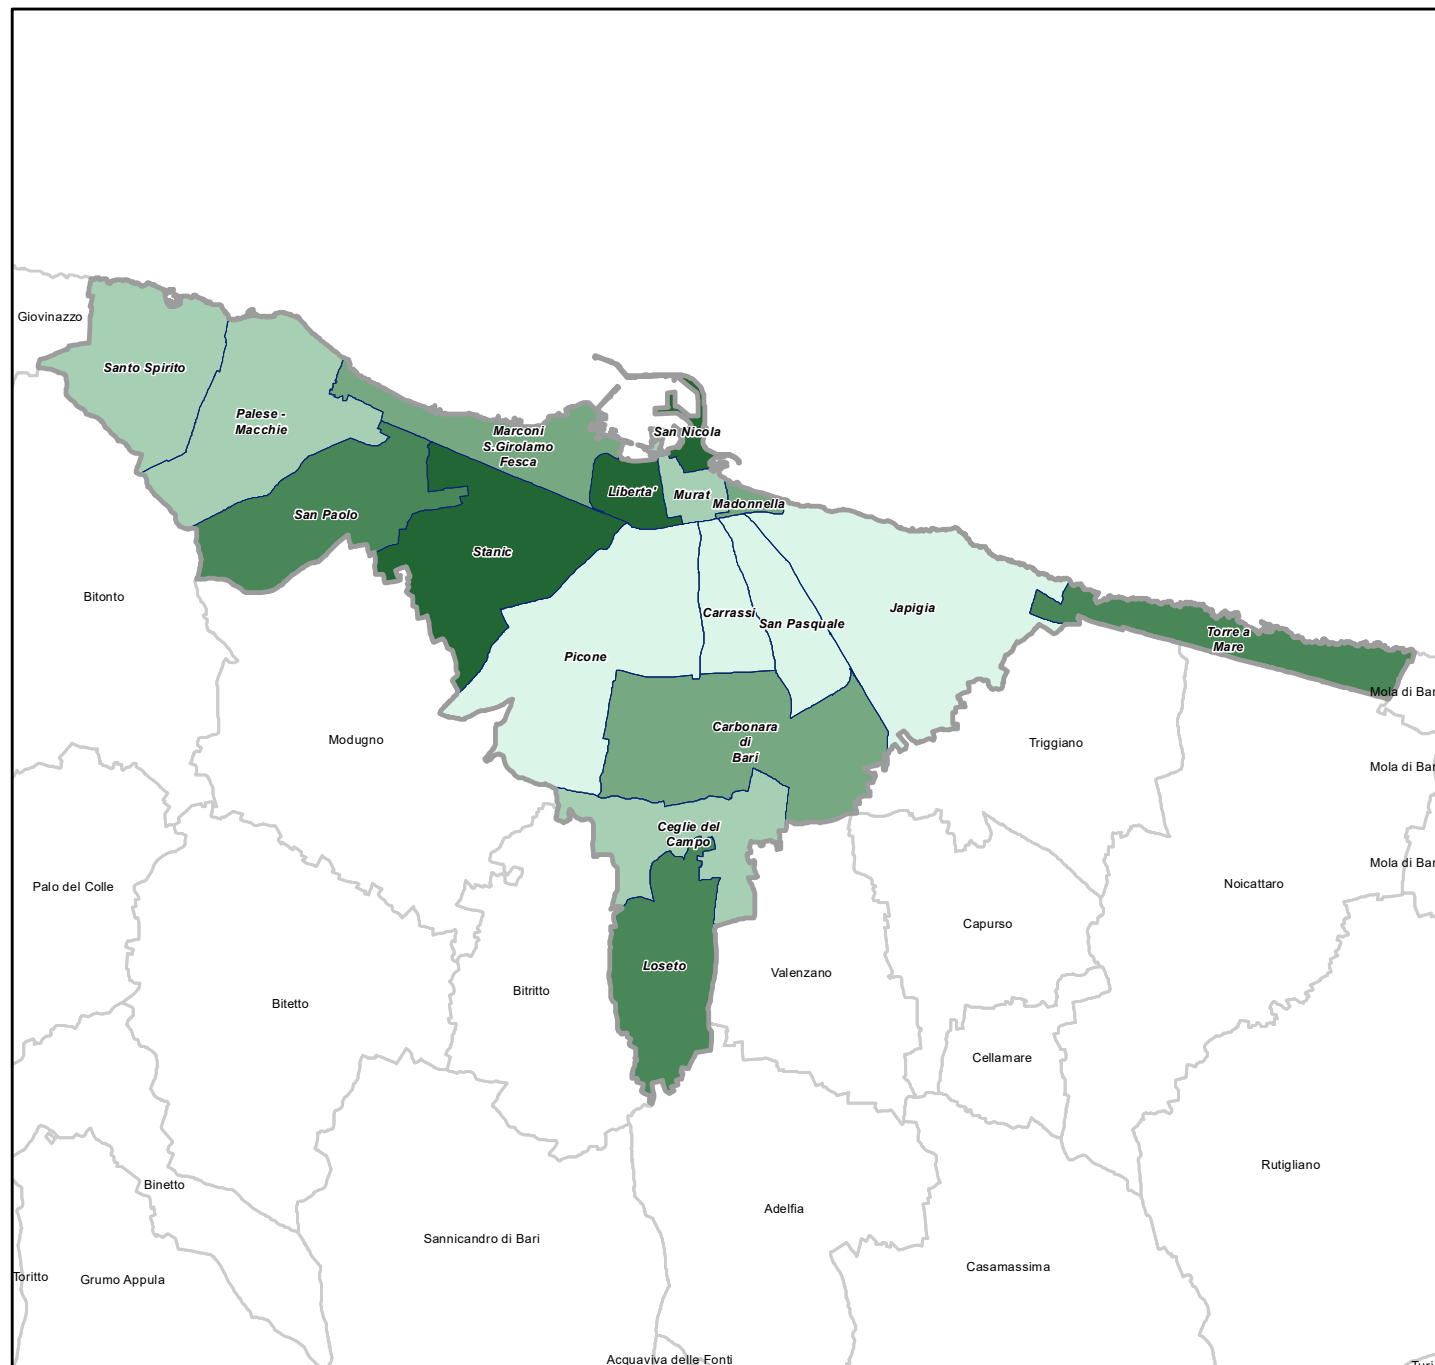 Giovinazzo
Santo Spirito
Palese -
Macchie
Marconi
S.Girolamo
Fesca
San Nicola
Liberta'
Murat
Madonnella
San Paolo
Stanic
Bitonto
Carrassi
San Pasquale
Japigia
Torre a
Mare
Picone
Mola di Bar
Modugno
Carbonara
di
Bari
Triggiano
Mola di Bar
Ceglie del
Campo
Mola di Bar
Palo del Colle
Noicattaro
Capurso
Loseto
Valenzano
Bitritto
Bitetto
Cellamare
Rutigliano
Binetto
Adelfia
Sannicandro di Bari
Casamassima
Toritto
Grumo Appula
Acquaviva delle Fonti